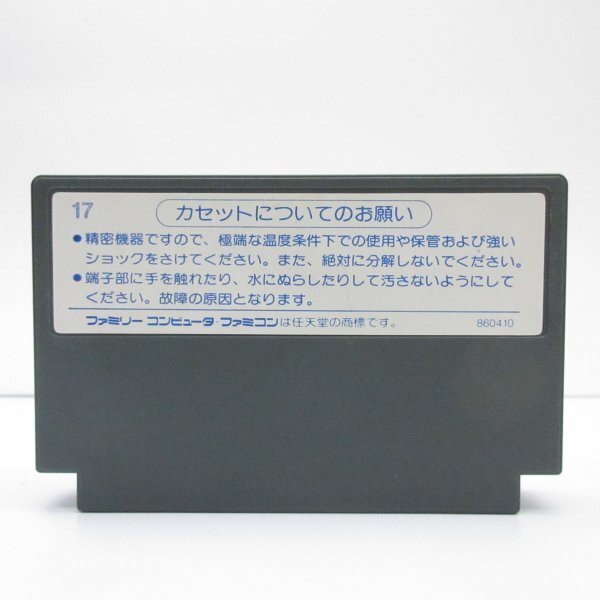 17
カセットについてのお願い
●精密機器ですので、極端な温度条件下での使用や保管および強い
ショックをさけてください。また、絶対に分解しないでください。
●端子部に手を触れたり、水にぬらしたりして汚さないようにして
ください。故障の原因となります。
ファミリー コンピュータ・ファミコンは任天堂の商標です。 860410